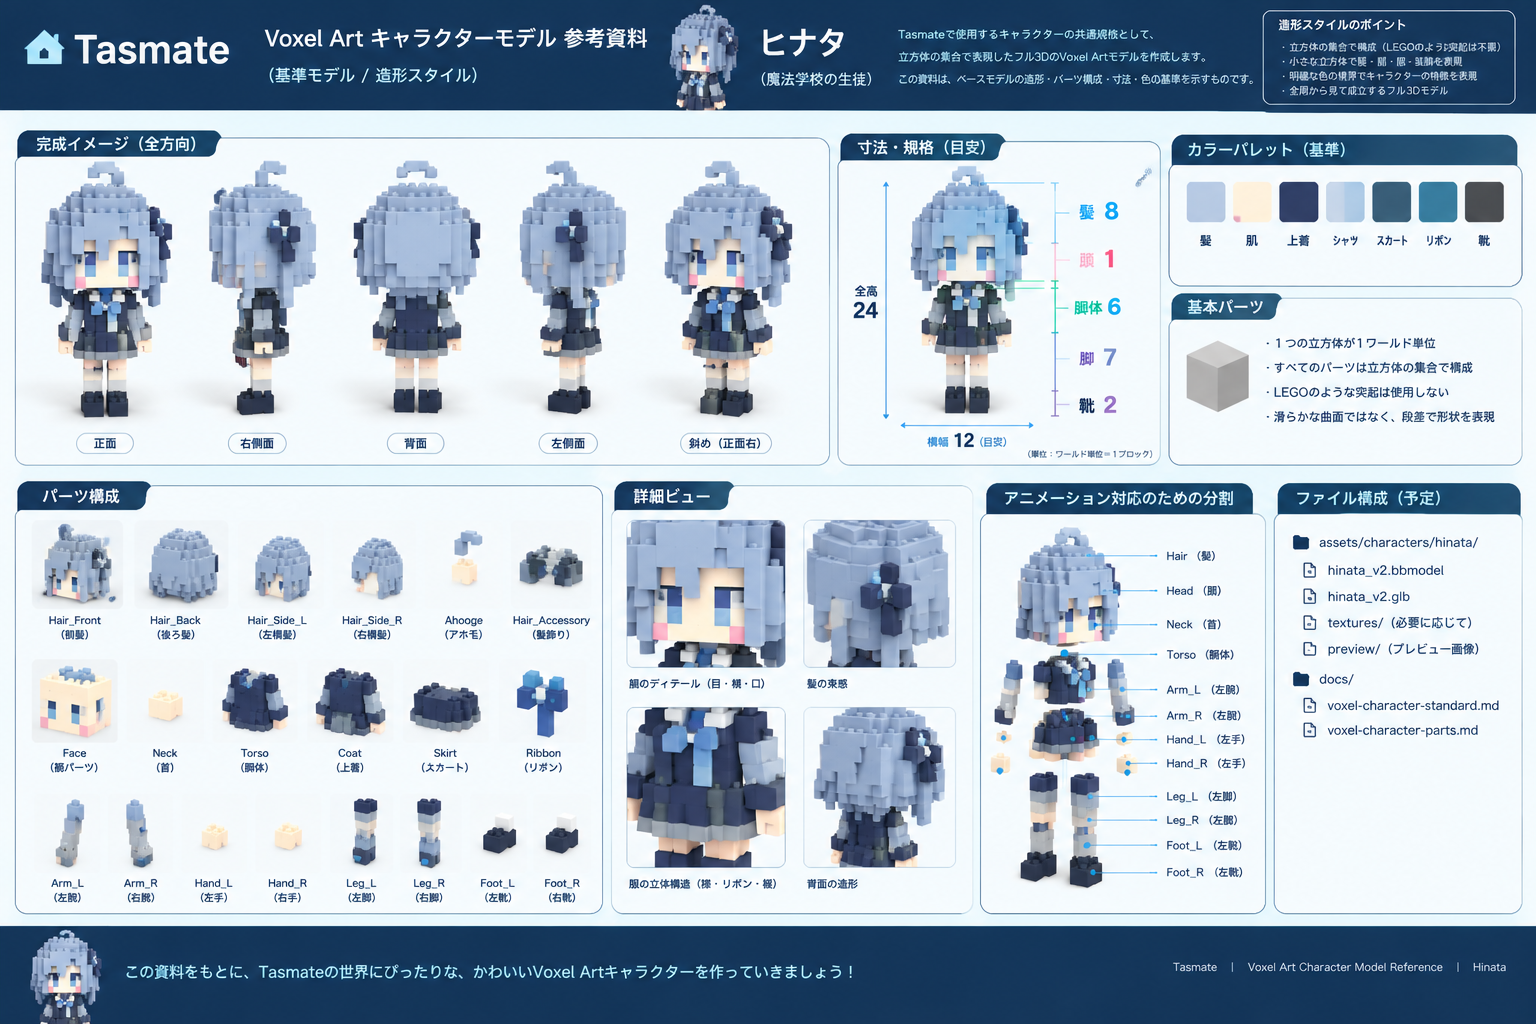 Tasmate
Voxel Art キャラクターモデル 参考資料
（基準モデル / 造形スタイル）
ヒナタ
（魔法学校の生徒）
Tasmateで使用するキャラクターの共通規格として、
立方体の集合で表現したフル3DのVoxel Artモデルを作成します。
この資料は、ベースモデルの造形・パーツ構成・寸法・色の基準を示すものです。
造形スタイルのポイント
・立方体の集合で構成（LEGOのような突起は不要）
・小さな立方体で
・明確な色の境界でキャラクターの特徴を表現
・全周から見て成立するフル3Dモデル
完成イメージ（全方向）
正面
右側面
背面
左側面
斜め（正面右）
寸法・規格（目安）
全高
24
髪 8
頭 1
胴体 6
脚 7
靴 2
横幅 12（目安）
（単位：ワールド単位＝1ブロック）
カラーパレット（基準）
髪
肌
上着
シャツ
スカート
リボン
靴
基本パーツ
・1つの立方体が1ワールド単位
・すべてのパーツは立方体の集合で構成
・LEGOのような突起は使用しない
・滑らかな曲面ではなく、段差で形状を表現
パーツ構成
Hair_Front
（前髪）
Hair_Back
（後ろ髪）
Hair_Side_L
（左横髪）
Hair_Side_R
（右横髪）
Ahooge
（アホモ）
Hair_Accessory
（髪飾り）
Face
（パーツ）
Neck
（首）
Torso
（胴体）
Coat
（上着）
Skirt
（スカート）
Ribbon
（リボン）
Arm_L
（左腕）
Arm_R
（右腕）
Hand_L
（左手）
Hand_R
（右手）
Leg_L
（左脚）
Leg_R
（右脚）
Foot_L
（左靴）
Foot_R
（右靴）
詳細ビュー
のディテール（目・・口）
髪の束感
服の立体構造（・リボン・）
背面の造形
アニメーション対応のための分割
Hair （髪）
Head （頭）
Neck （首）
Torso （胴体）
Arm_L （左腕）
Arm_R （左腕）
Hand_L （左手）
Hand_R （左手）
Leg_L （左脚）
Leg_R （左脚）
Foot_L （左靴）
Foot_R （左靴）
ファイル構成（予定）
assets/characters/hinata/
hinata_v2.bbmodel
hinata_v2.glb
textures/（必要に応じて）
preview/（プレビュー画像）
docs/
voxel-character-standard.md
voxel-character-parts.md
この資料をもとに、Tasmateの世界にぴったりな、かわいいVoxel Artキャラクターを作っていきましょう！
Tasmate | Voxel Art Character Model Reference | Hinata